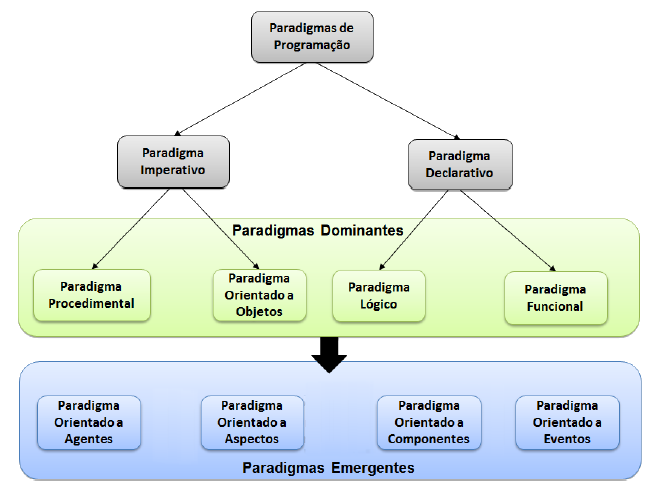 Paradigmas de
Programação
Paradigma
Imperativo
Paradigma
Declarativo
Paradigmas Dominantes
Paradigma
Procedimental
Paradigma
Orientado a
Objetos
Paradigma
Lógico
Paradigma
Funcional
Paradigma
Orientado a
Agentes
Paradigma
Orientado a
Aspectos
Paradigma
Orientado a
Componentes
Paradigma
Orientado a
Eventos
Paradigmas Emergentes